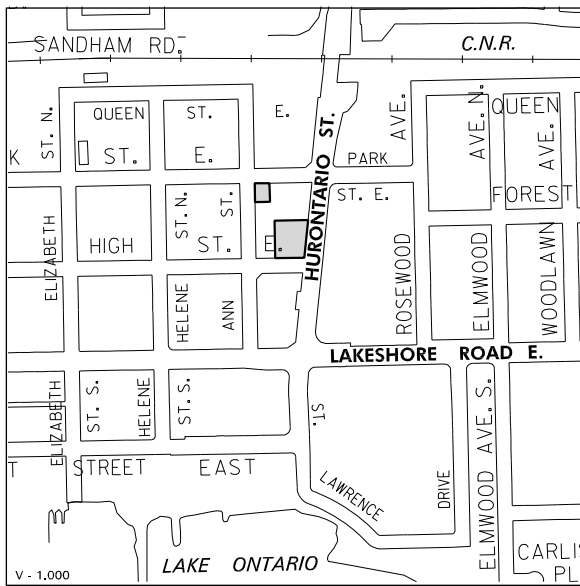 SANDHAM RD.
C.N.R.
QUEEN ST. E.
QUEEN
K ST. E.
PARK ST. E.
ST. N.
ELIZABETH
ST. N.
HELENE
ST.
ANN
HURONTARIO ST.
AVE.
ROSEWOOD
AVE. N.
ELMWOOD
AVE.
WOODLAWN
FOREST
HIGH ST. E.
LAKESHORE ROAD E.
ELIZABETH
ST. S.
HELENE
ST. S.
ST.
T STREET EAST
LAWRENCE
DRIVE
ELMWOOD AVE. S.
CARLIS
PL
LAKE ONTARIO
V - 1.000